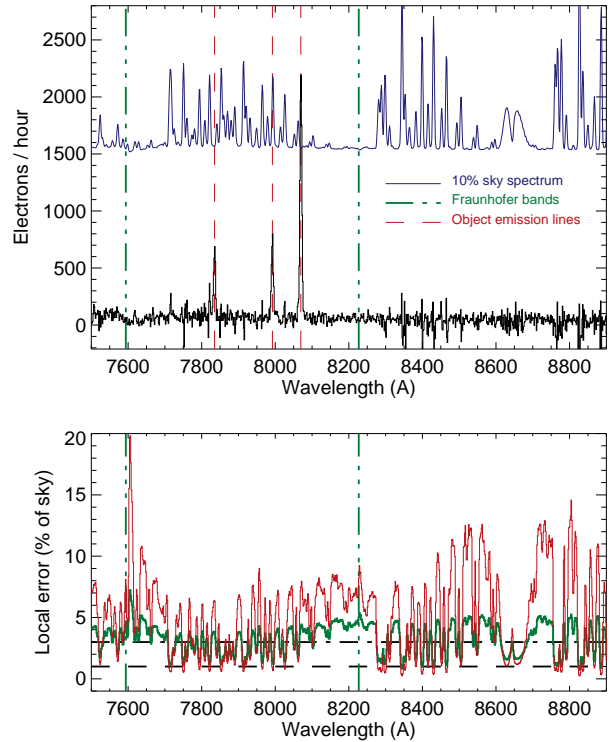 2500
2000
1500
1000
500
0
Electrons / hour
10% sky spectrum
Fraunhofer bands
Object emission lines
7600 7800 8000 8200 8400 8600 8800
Wavelength (A)
20
15
10
5
0
Local error (% of sky)
7600 7800 8000 8200 8400 8600 8800
Wavelength (A)